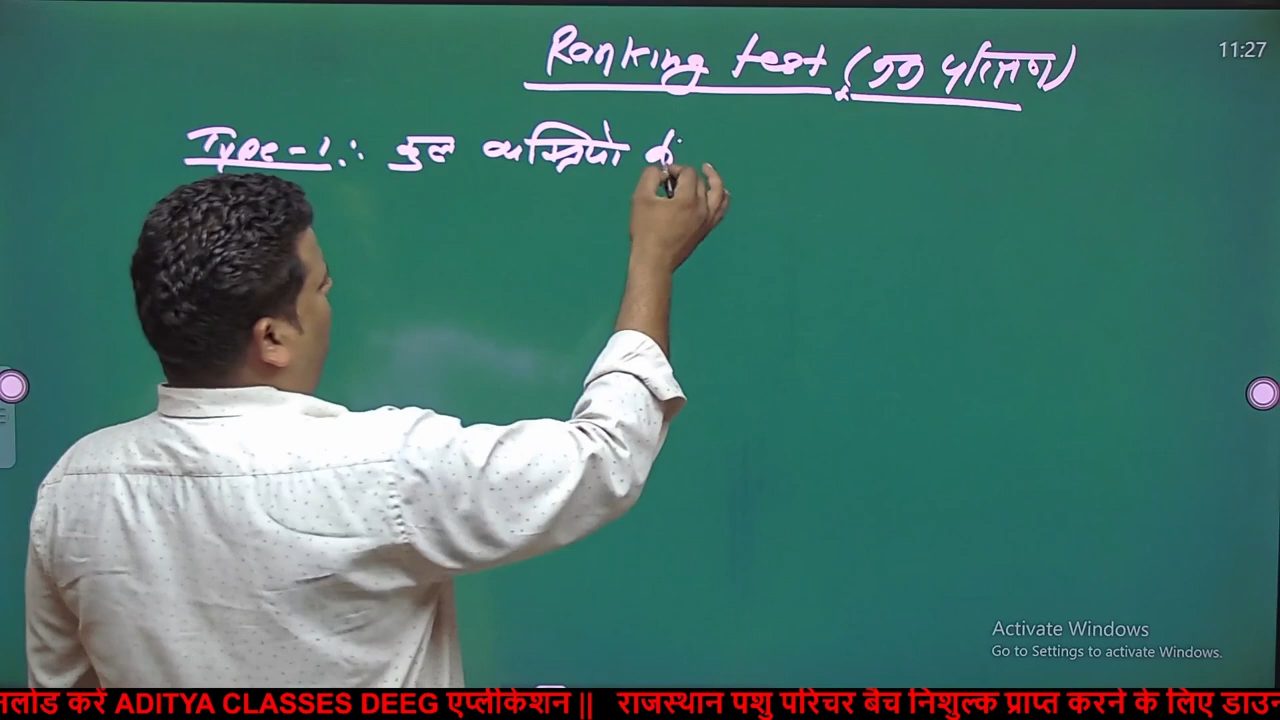 Ranking test (क्रम परीक्षण)
11:27
Type-1:∴ कुल व्यक्तियों की
Activate Windows
Go to Settings to activate Windows.
नलोड करें ADITYA CLASSES DEEG एप्लीकेशन || राजस्थान पशु परिचर बैच निशुल्क प्राप्त करने के लिए डाउन